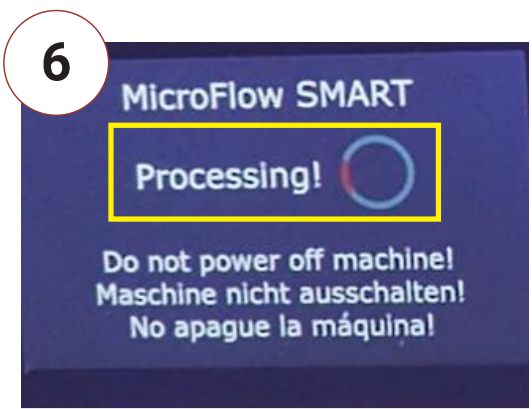 6
MicroFlow SMART
Processing!
Do not power off machine!
Maschine nicht ausschalten!
No apague la máquina!